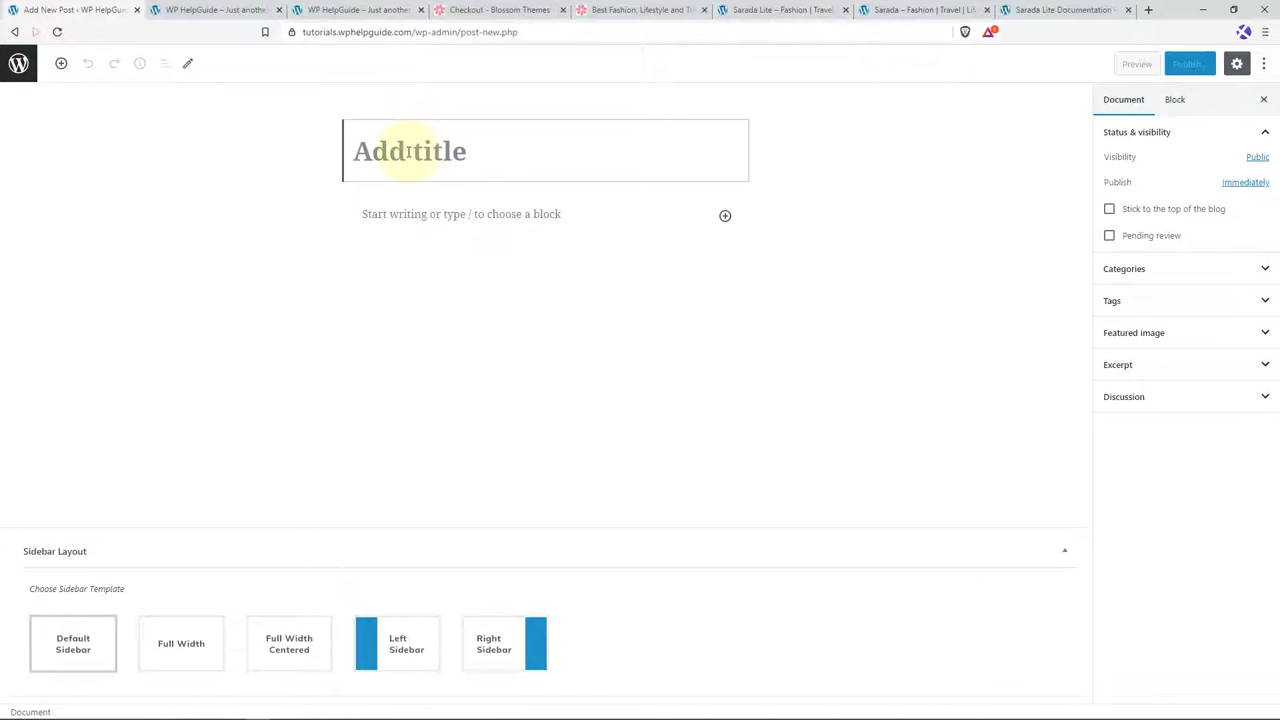 Add New Post ‹ WP HelpGuide
WP HelpGuide – Just anothe
WP HelpGuide – Just anothe
Checkout - Blossom Themes
Best Fashion, Lifestyle and Tr
Sarada Lite – Fashion | Travel
Sarada – Fashion | Travel | Li
Sarada Lite Documentation –
tutorials.wphelpguide.com/wp-admin/post-new.php
Preview
Publish...
Document
Block
Status & visibility
Add title
Visibility
Public
Publish
Immediately
Start writing or type / to choose a block
Stick to the top of the blog
Pending review
Categories
Tags
Featured image
Excerpt
Discussion
Sidebar Layout
Choose Sidebar Template
Default
Sidebar
Full Width
Full Width
Centered
Left
Sidebar
Right
Sidebar
Document